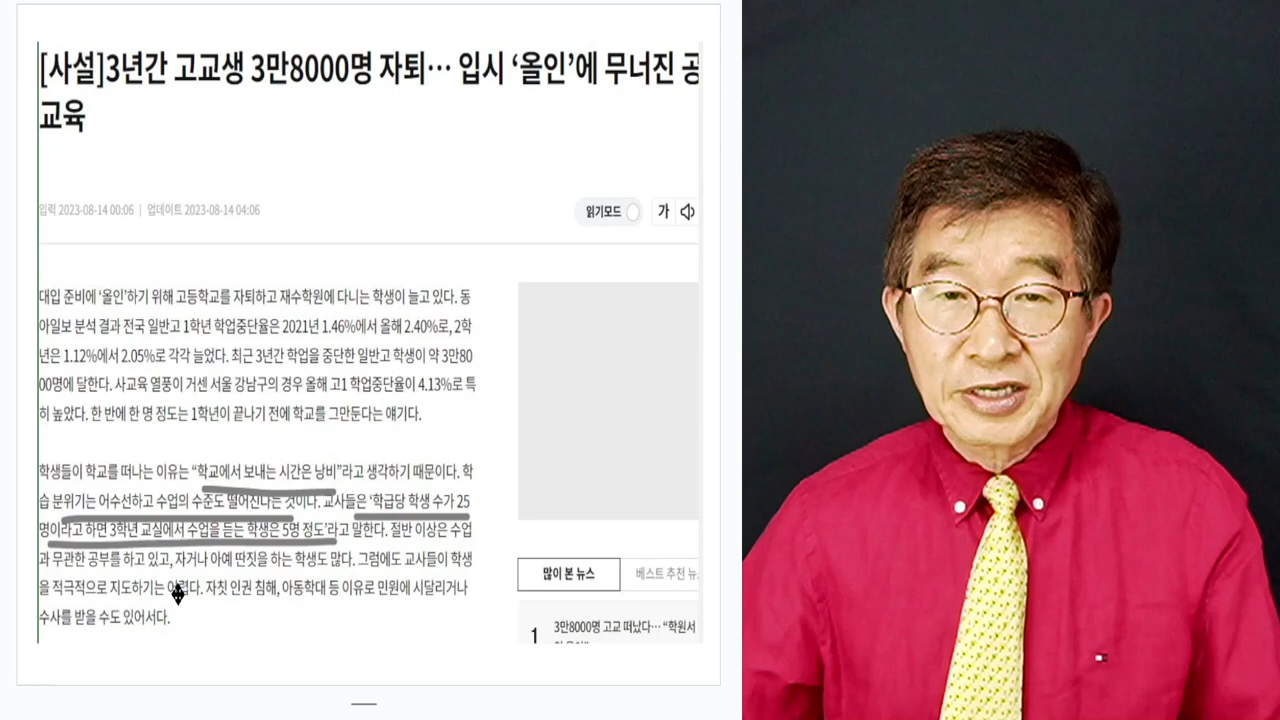 [사설]3년간 고교생 3만8000명 자퇴… 입시 ‘올인’에 무너진 공
교육
입력 2023-08-14 00:06 | 업데이트 2023-08-14 04:06
읽기모드
가
대입 준비에 ‘올인’하기 위해 고등학교를 자퇴하고 재수학원에 다니는 학생이 늘고 있다. 동
아일보 분석 결과 전국 일반고 1학년 학업중단율은 2021년 1.46%에서 올해 2.40%로, 2학
년은 1.12%에서 2.05%로 각각 늘었다. 최근 3년간 학업을 중단한 일반고 학생이 약 3만80
00명에 달한다. 사교육 열풍이 거센 서울 강남구의 경우 올해 고1 학업중단율이 4.13%로 특
히 높았다. 한 반에 한 명 정도는 1학년이 끝나기 전에 학교를 그만둔다는 얘기다.
학생들이 학교를 떠나는 이유는 “학교에서 보내는 시간은 낭비”라고 생각하기 때문이다. 학
습 분위기는 어수선하고 수업의 수준도 떨어진다는 것이다. 교사들은 ‘학급당 학생 수가 25
명이라고 하면 3학년 교실에서 수업을 듣는 학생은 5명 정도’라고 말한다. 절반 이상은 수업
과 무관한 공부를 하고 있고, 자거나 아예 딴짓을 하는 학생도 많다. 그럼에도 교사들이 학생
을 적극적으로 지도하기는 어렵다. 자칫 인권 침해, 아동학대 등 이유로 민원에 시달리거나
수사를 받을 수도 있어서다.
많이 본 뉴스
베스트 추천 뉴
1
3만8000명 고교 떠났다… “학원서